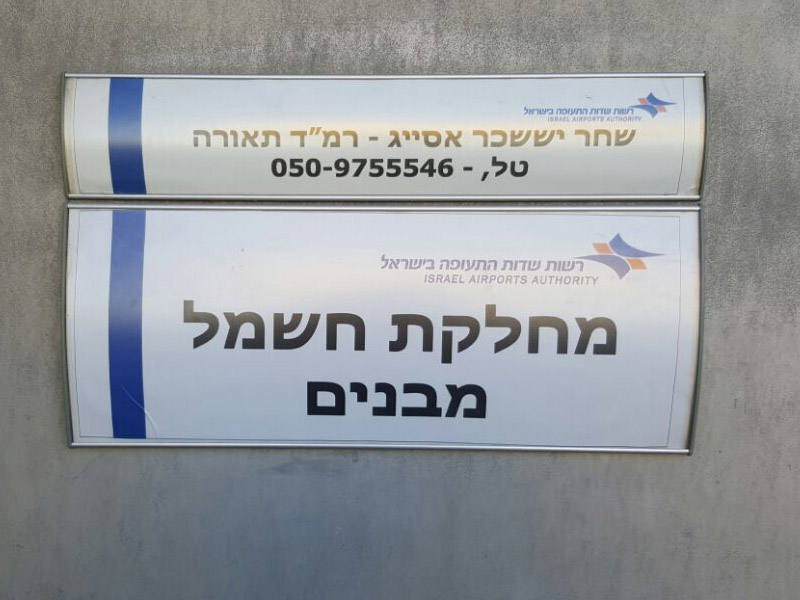 רשות שדות התעופה בישראל
ISRAEL AIRPORTS AUTHORITY
שחר יששכר אסייג - רמ"ד תאורה
טל, - 050-9755546
רשות שדות התעופה בישראל
ISRAEL AIRPORTS AUTHORITY
מחלקת חשמל
מבנים